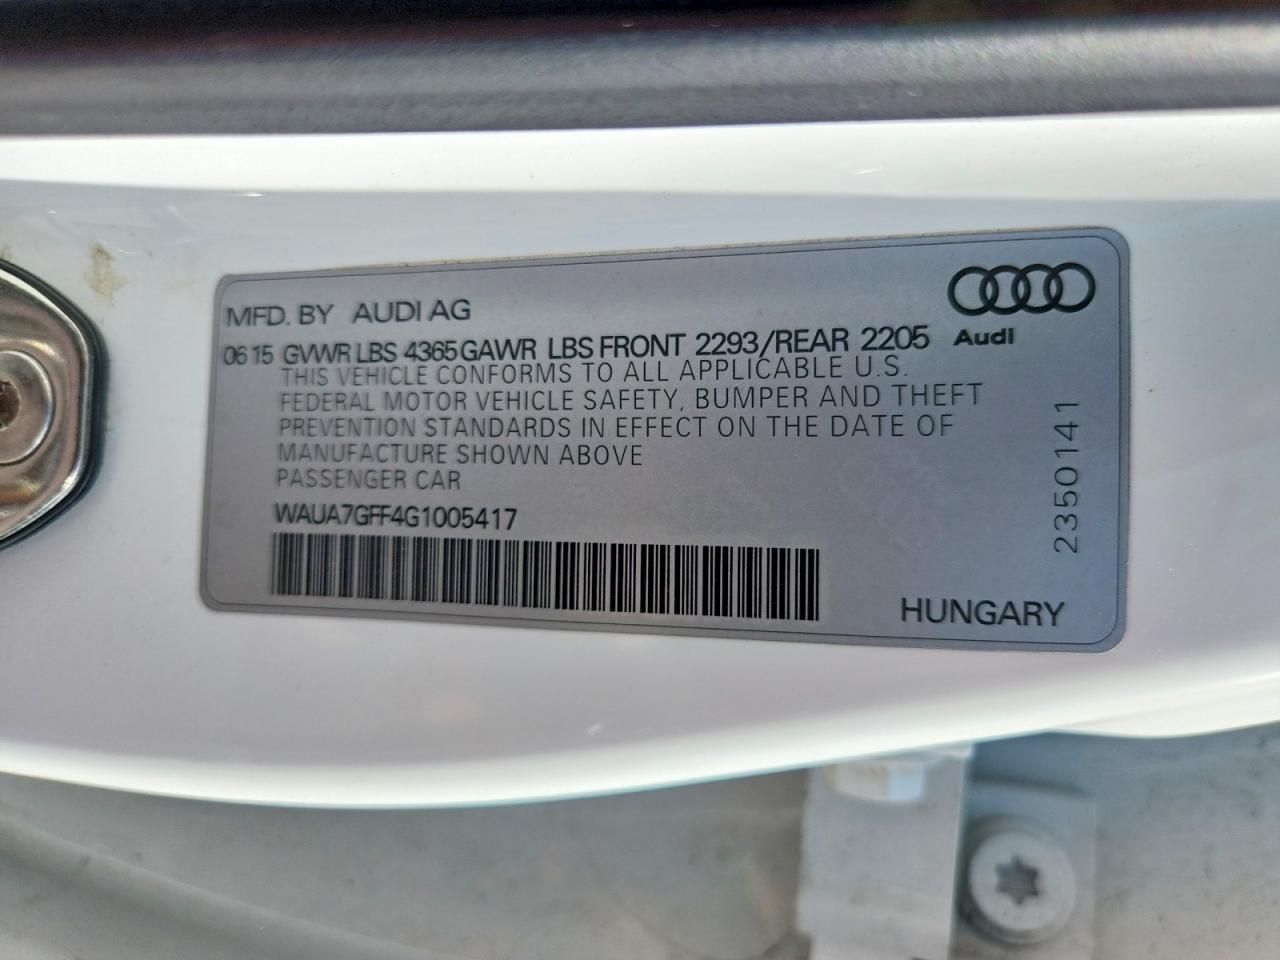 MFD. BY AUDI AG
06 15 GVWR LBS 4365 GAWR LBS FRONT 2293/REAR 2205
Audi
THIS VEHICLE CONFORMS TO ALL APPLICABLE U.S.
FEDERAL MOTOR VEHICLE SAFETY, BUMPER AND THEFT
PREVENTION STANDARDS IN EFFECT ON THE DATE OF
MANUFACTURE SHOWN ABOVE
PASSENGER CAR
WAUA7GFF4G1005417
2350141
HUNGARY